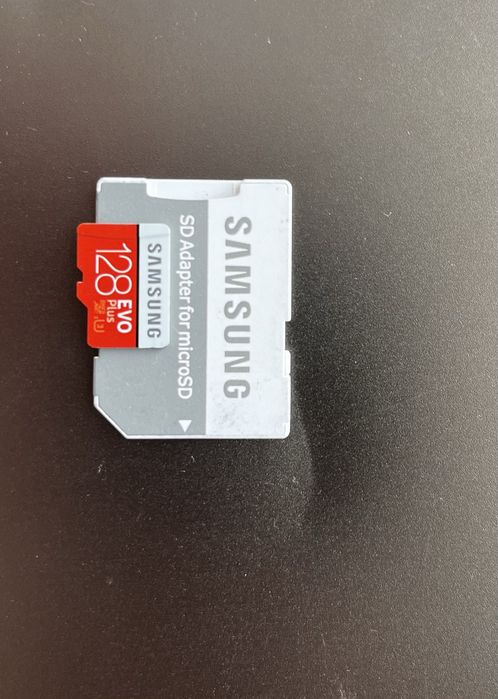 SAMSUNG
SD Adapter for microSD
SAMSUNG
EVO
Plus
128